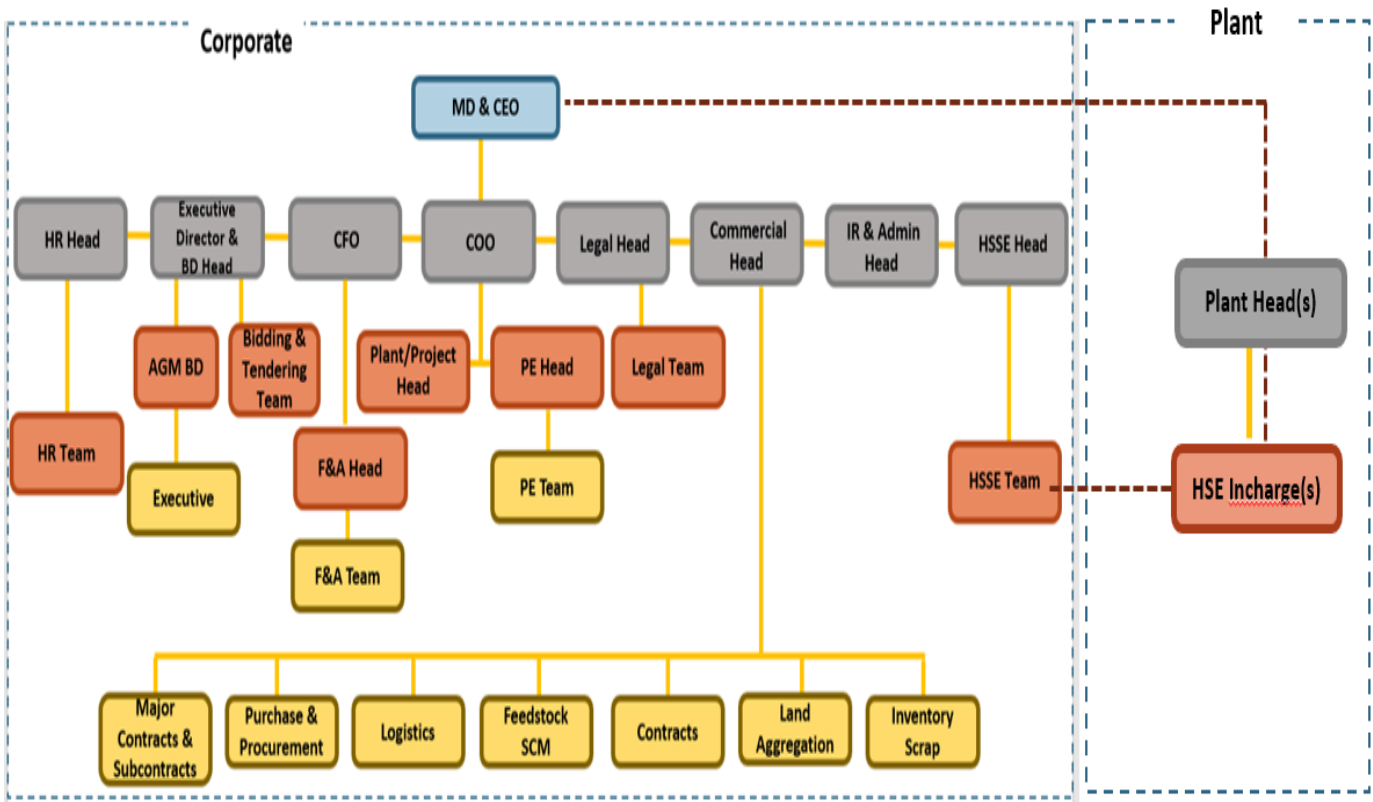 Corporate
Plant
MD & CEO
HR Head
Executive
Director &
BD Head
CFO
COO
Legal Head
Commercial
Head
IR & Admin
Head
HSSE Head
Plant Head(s)
AGM BD
Bidding &
Tendering
Team
Plant/Project
Head
PE Head
Legal Team
HR Team
Executive
F&A Head
PE Team
HSSE Team
HSE Incharge(s)
F&A Team
Major
Contracts &
Subcontracts
Purchase &
Procurement
Logistics
Feedstock
SCM
Contracts
Land
Aggregation
Inventory
Scrap